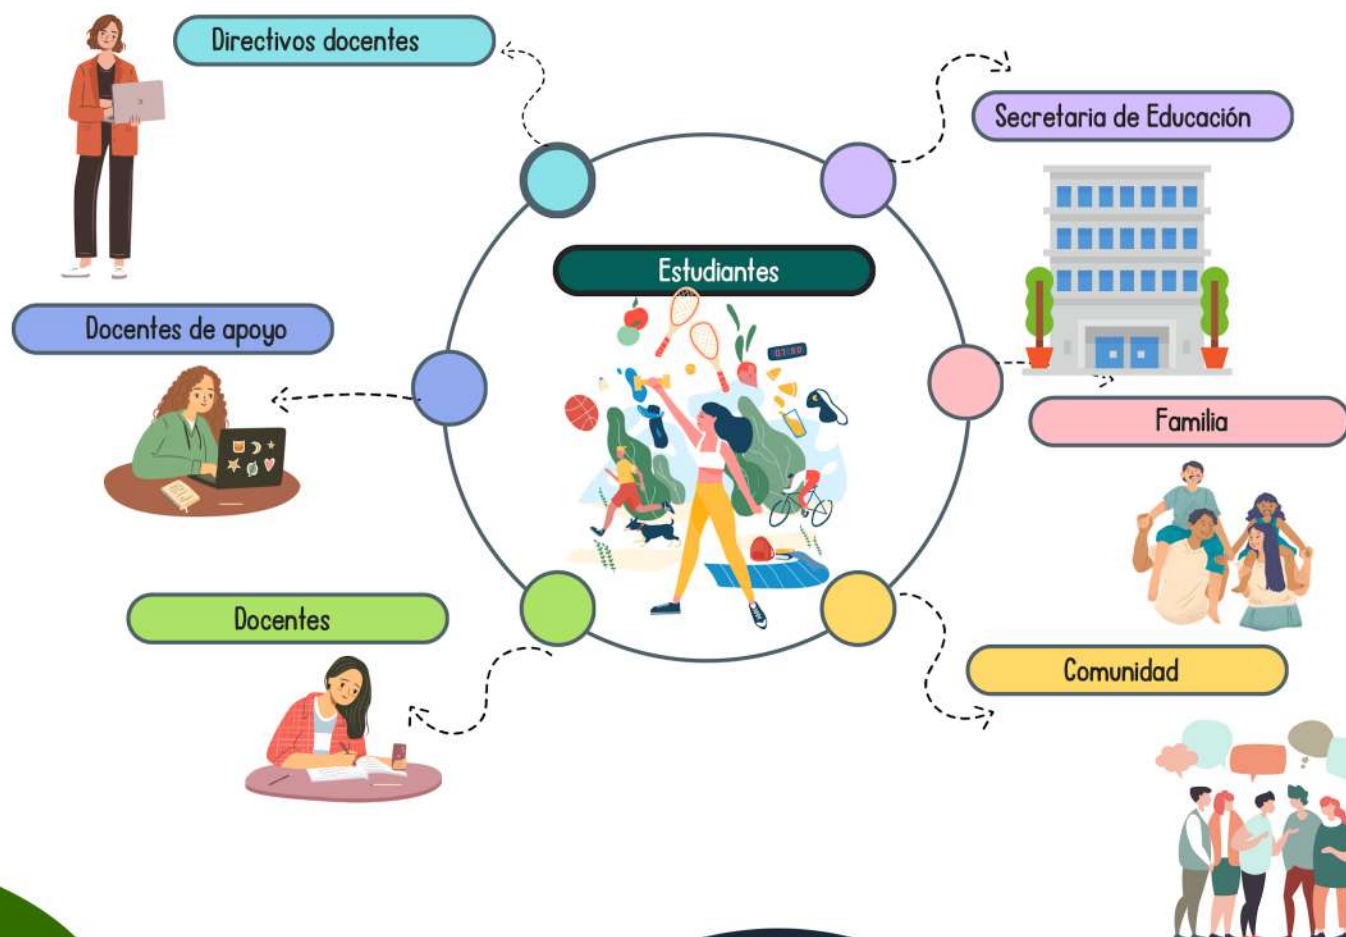 Directivos docentes
Secretaria de Educación
Estudiantes
Docentes de apoyo
Familia
Docentes
Comunidad